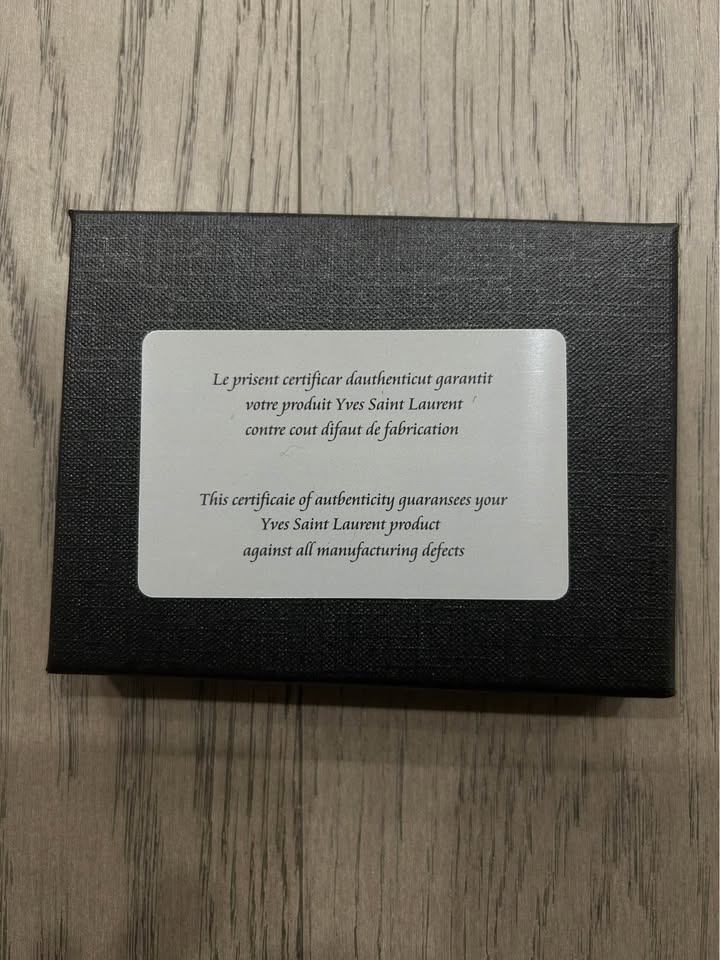 Le prisent certificar dauthenticut garantit
votre produit Yves Saint Laurent
contre cout difaut de fabrication
This certificaie of autbenticity guaransees your
Yves Saint Laurent product
against all manufacturing defects